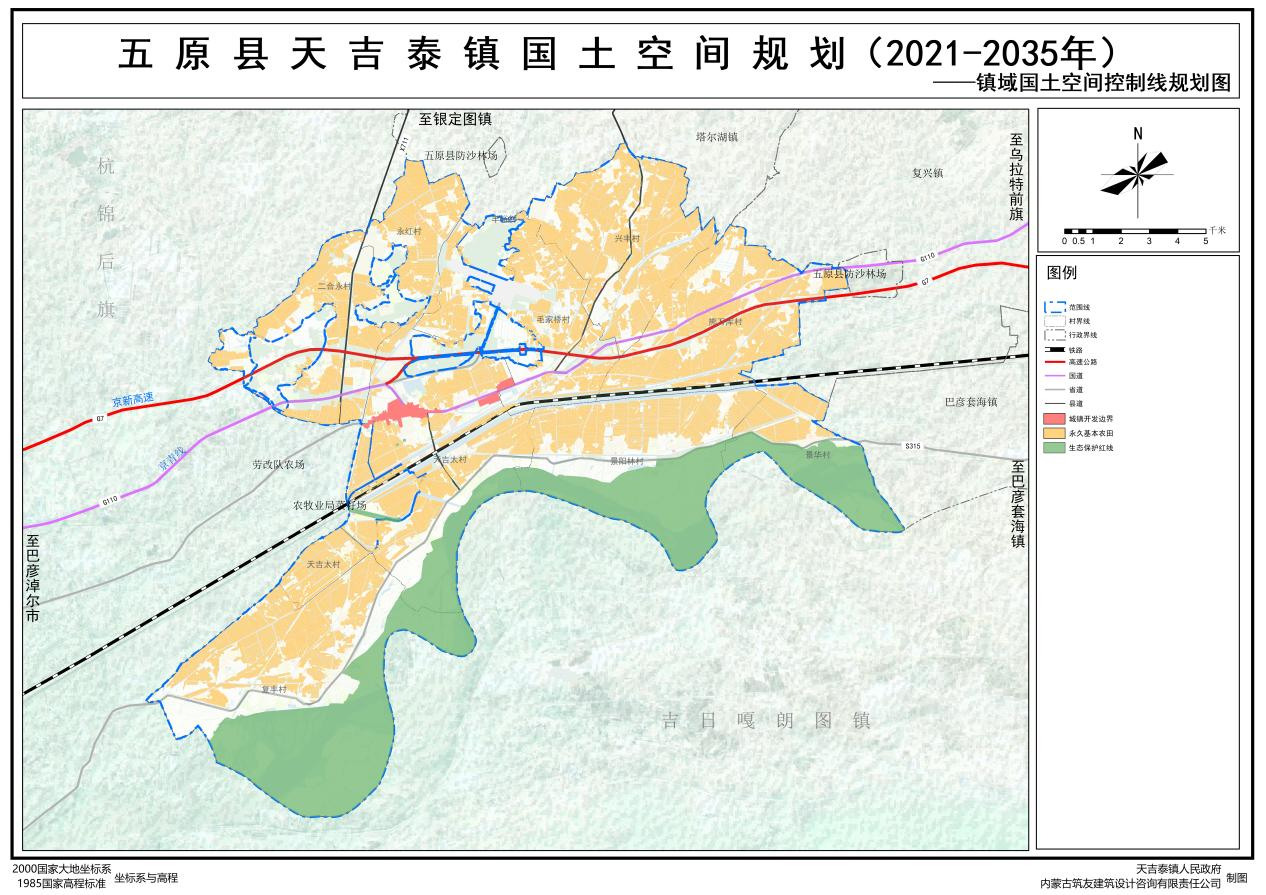 五原县天吉泰镇国土空间规划（2021-2035年）
——镇域国土空间控制线规划图
至银定图镇
X711
五原县防沙林场
塔尔湖镇
复兴镇
至乌拉特前旗
杭锦后旗
永红村
兴丰村
二合永村
毛家桥村
五原县防沙林场
G110
G7
京新高速
G7
京青线
G110
劳改队农场
天吉太村
景阳林村
景华村
巴彦套海镇
S315
至巴彦套海镇
天吉太村
复丰村
至巴彦淖尔市
吉日嘎朗图镇
N
0 0.5 1 2 3 4 5 千米
图例
范围线
村界线
行政界线
铁路
高速公路
国道
省道
县道
城镇开发边界
永久基本农田
生态保护红线
2000国家大地坐标系
1985国家高程标准
坐标系与高程
天吉泰镇人民政府
内蒙古筑友建筑设计咨询有限责任公司
制图